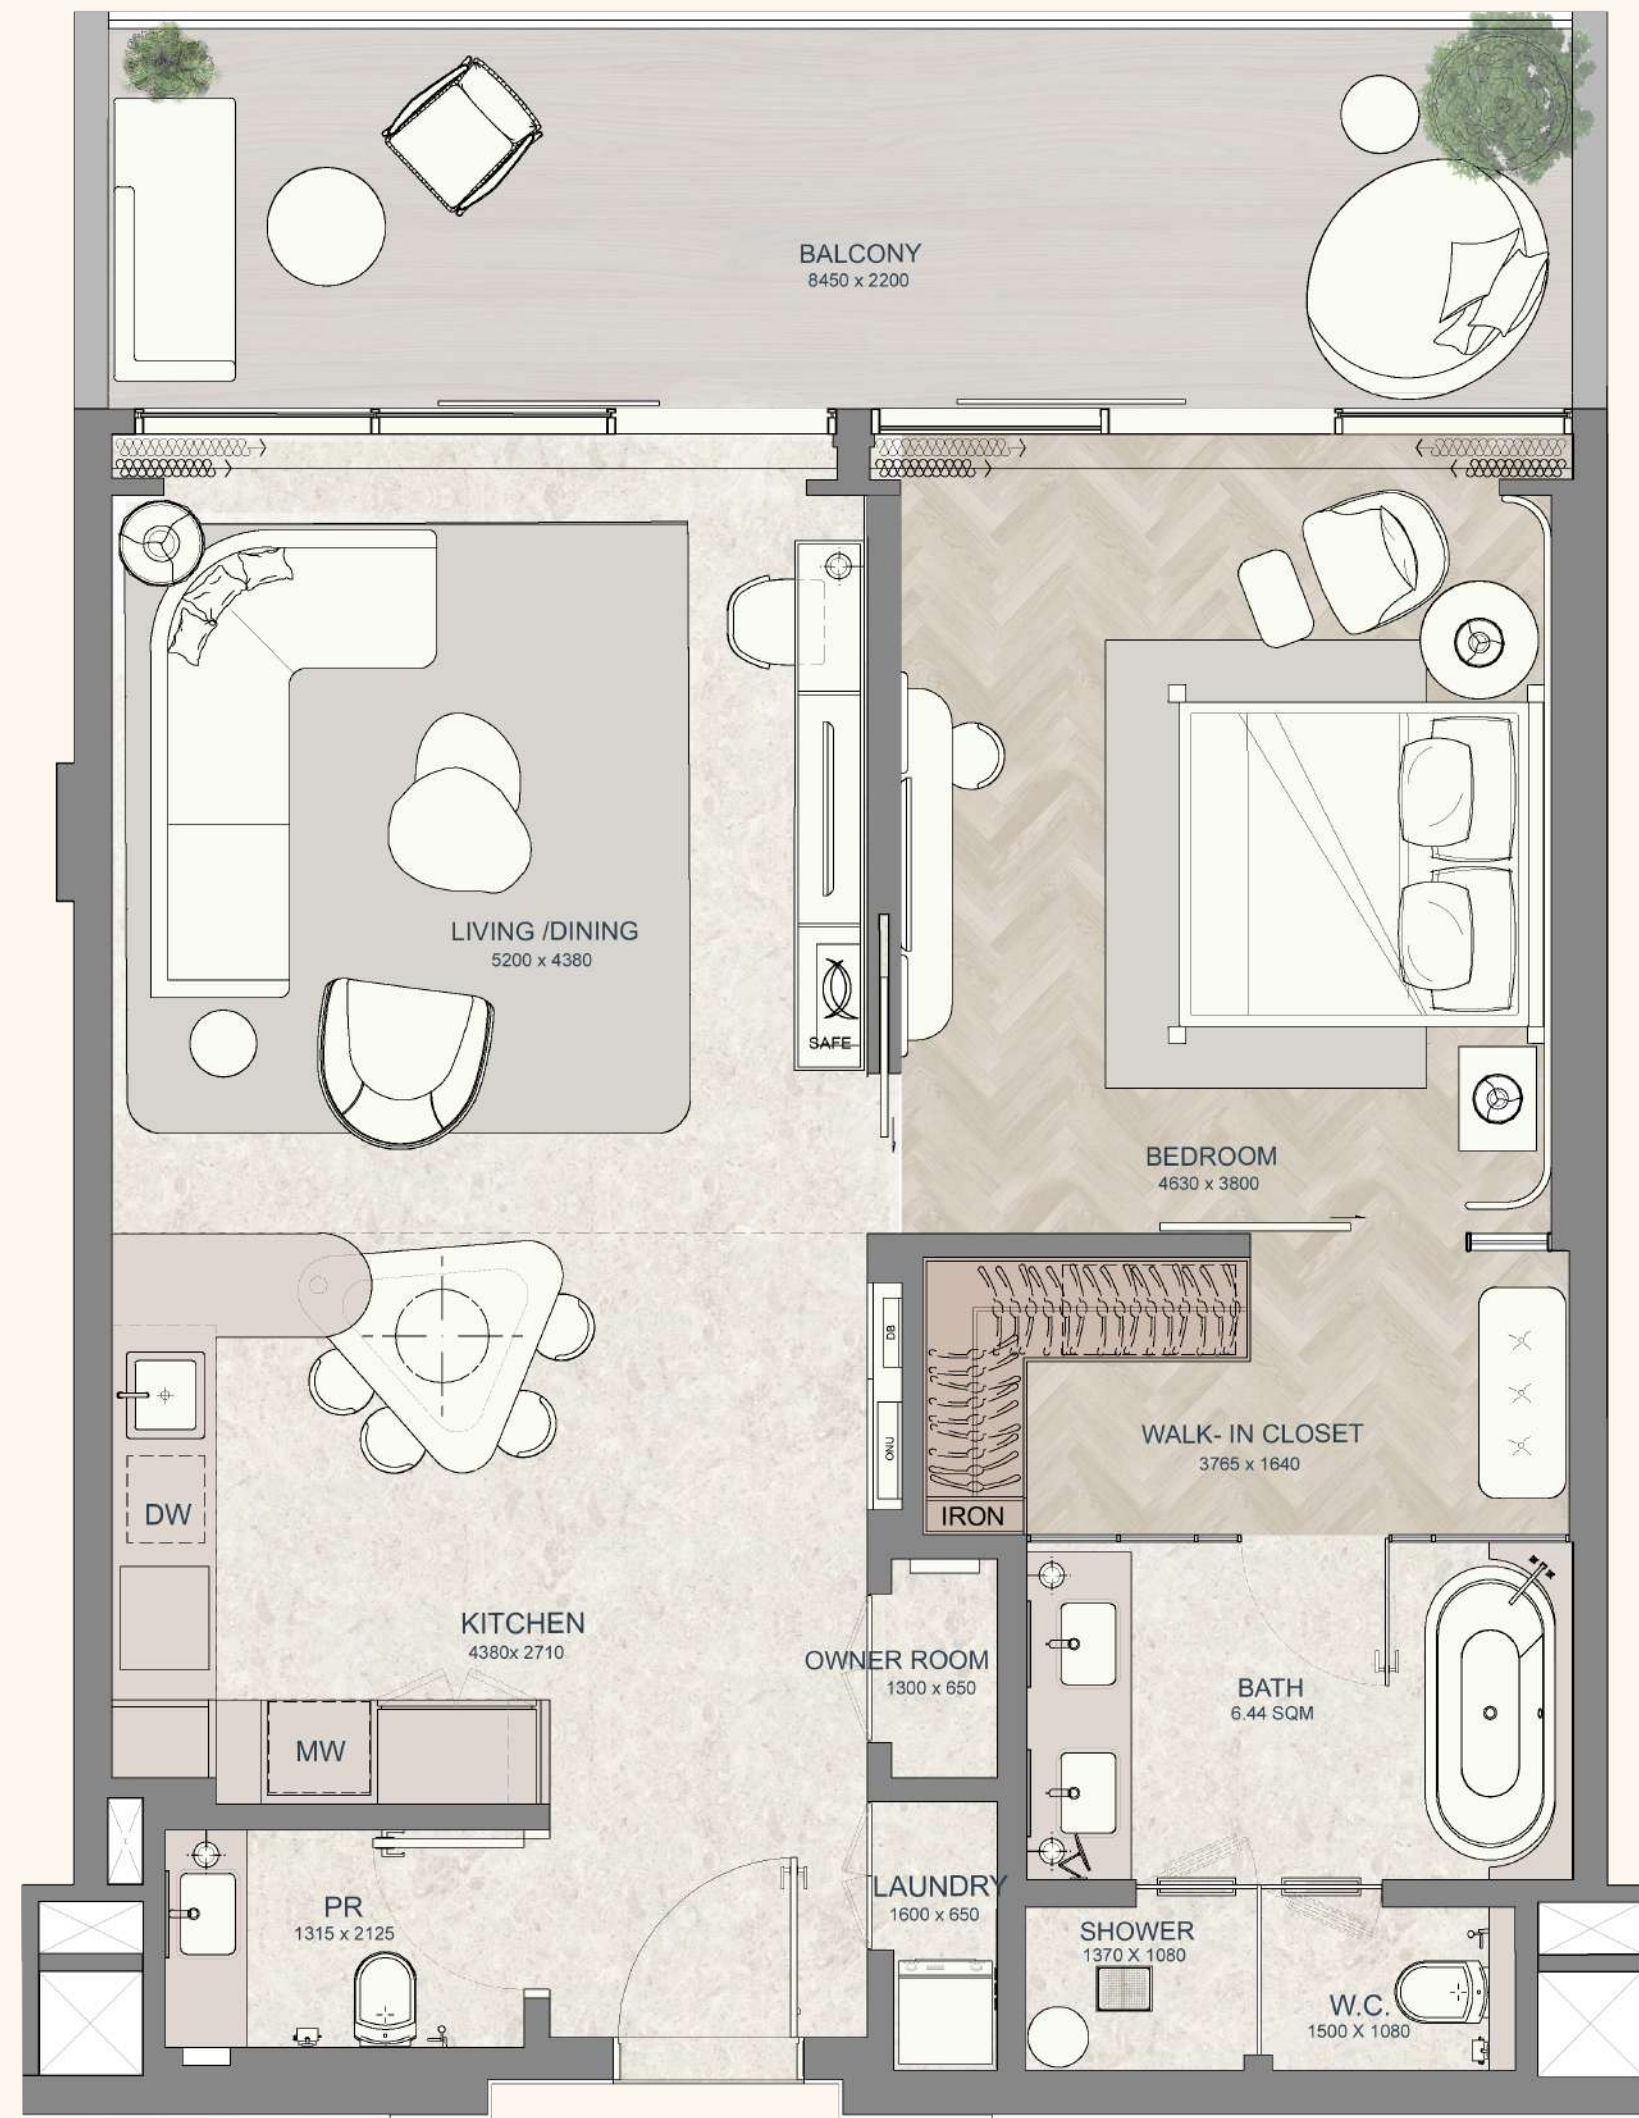 BALCONY
8450 x 2200
LIVING /DINING
5200 x 4380
SAFE
BEDROOM
4630 x 3800
DB
ONU
WALK- IN CLOSET
3765 x 1640
IRON
DW
KITCHEN
4380x 2710
MW
OWNER ROOM
1300 x 650
BATH
6.44 SQM
PR
1315 x 2125
LAUNDRY
1600 x 650
SHOWER
1370 X 1080
W.C.
1500 X 1080